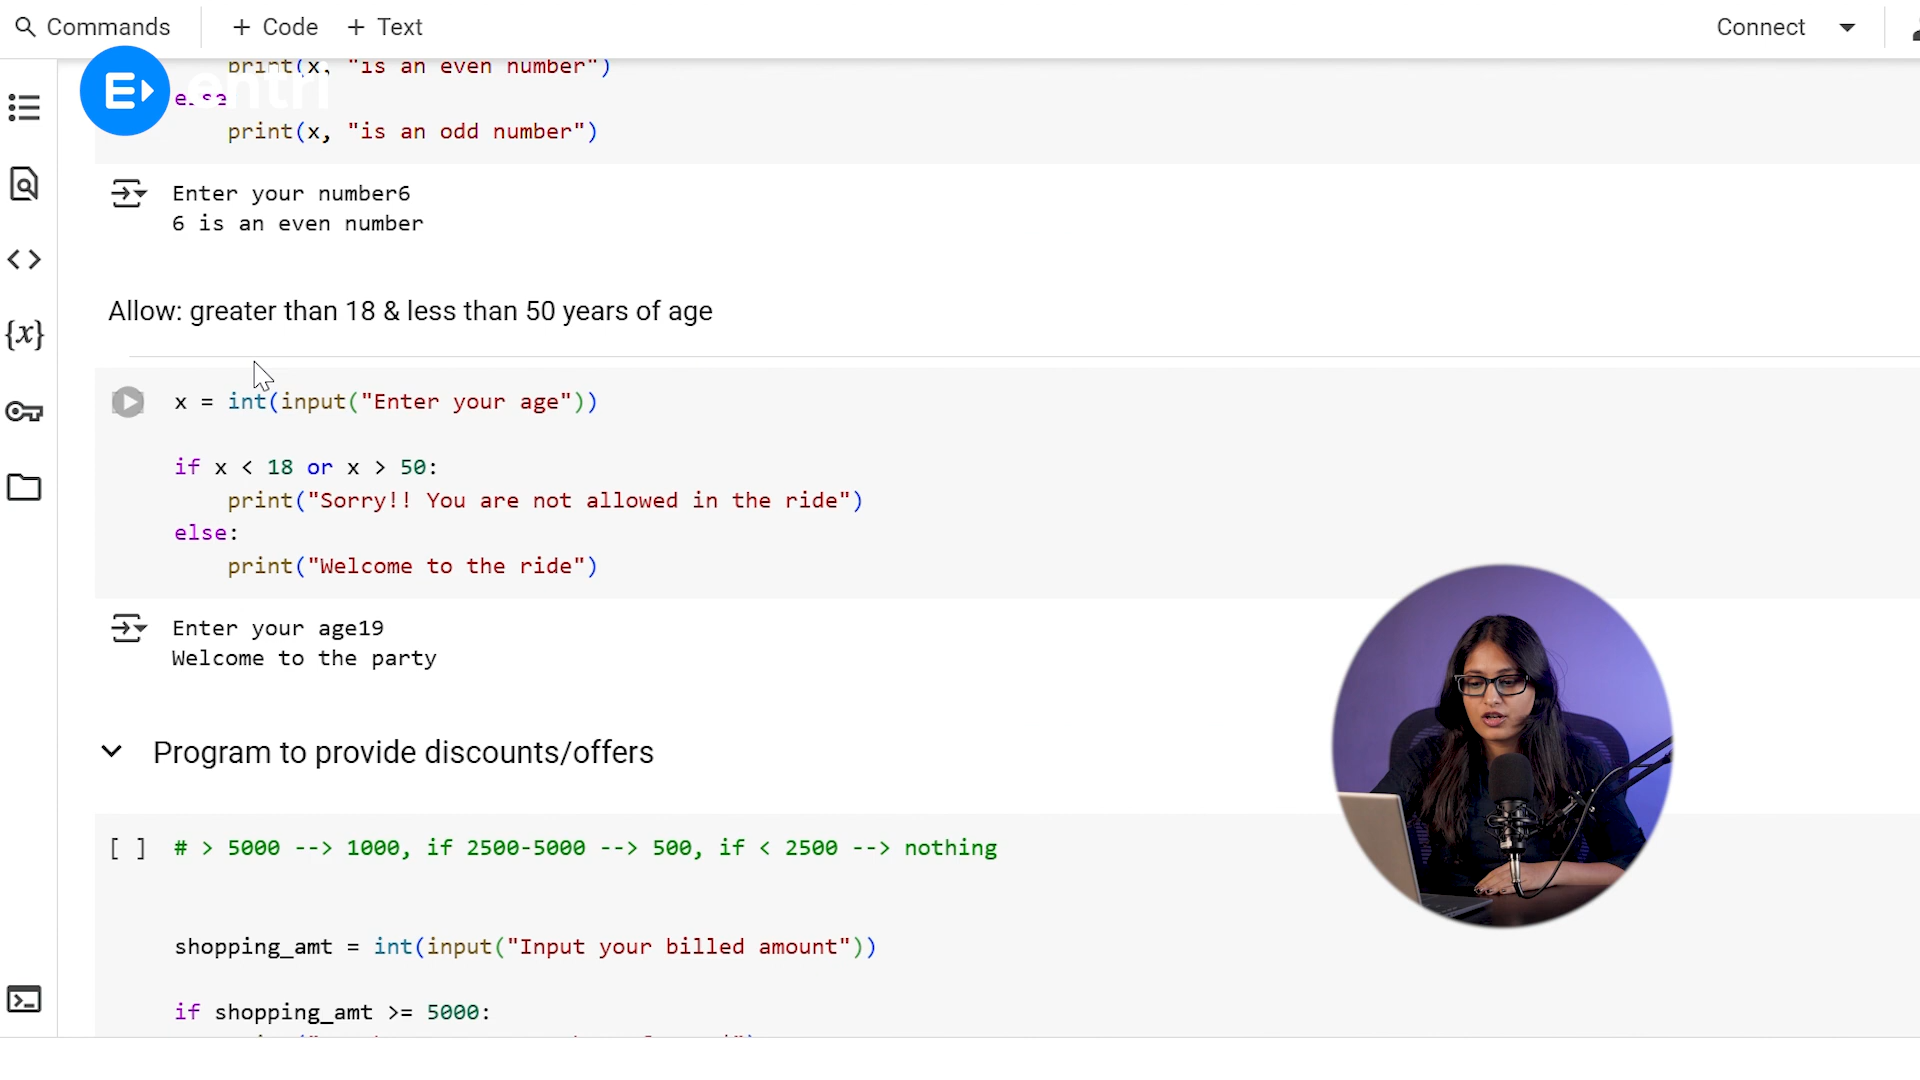 Commands
+ Code
+ Text
Connect
print(x, "is an even number")
entri
else
print(x, "is an odd number")
Enter your number6
6 is an even number
Allow: greater than 18 & less than 50 years of age
x = int(input("Enter your age"))
if x < 18 or x > 50:
print("Sorry!! You are not allowed in the ride")
else:
print("Welcome to the ride")
Enter your age19
Welcome to the party
Program to provide discounts/offers
[ ] # > 5000 --> 1000, if 2500-5000 --> 500, if < 2500 --> nothing
shopping_amt = int(input("Input your billed amount"))
if shopping_amt >= 5000: